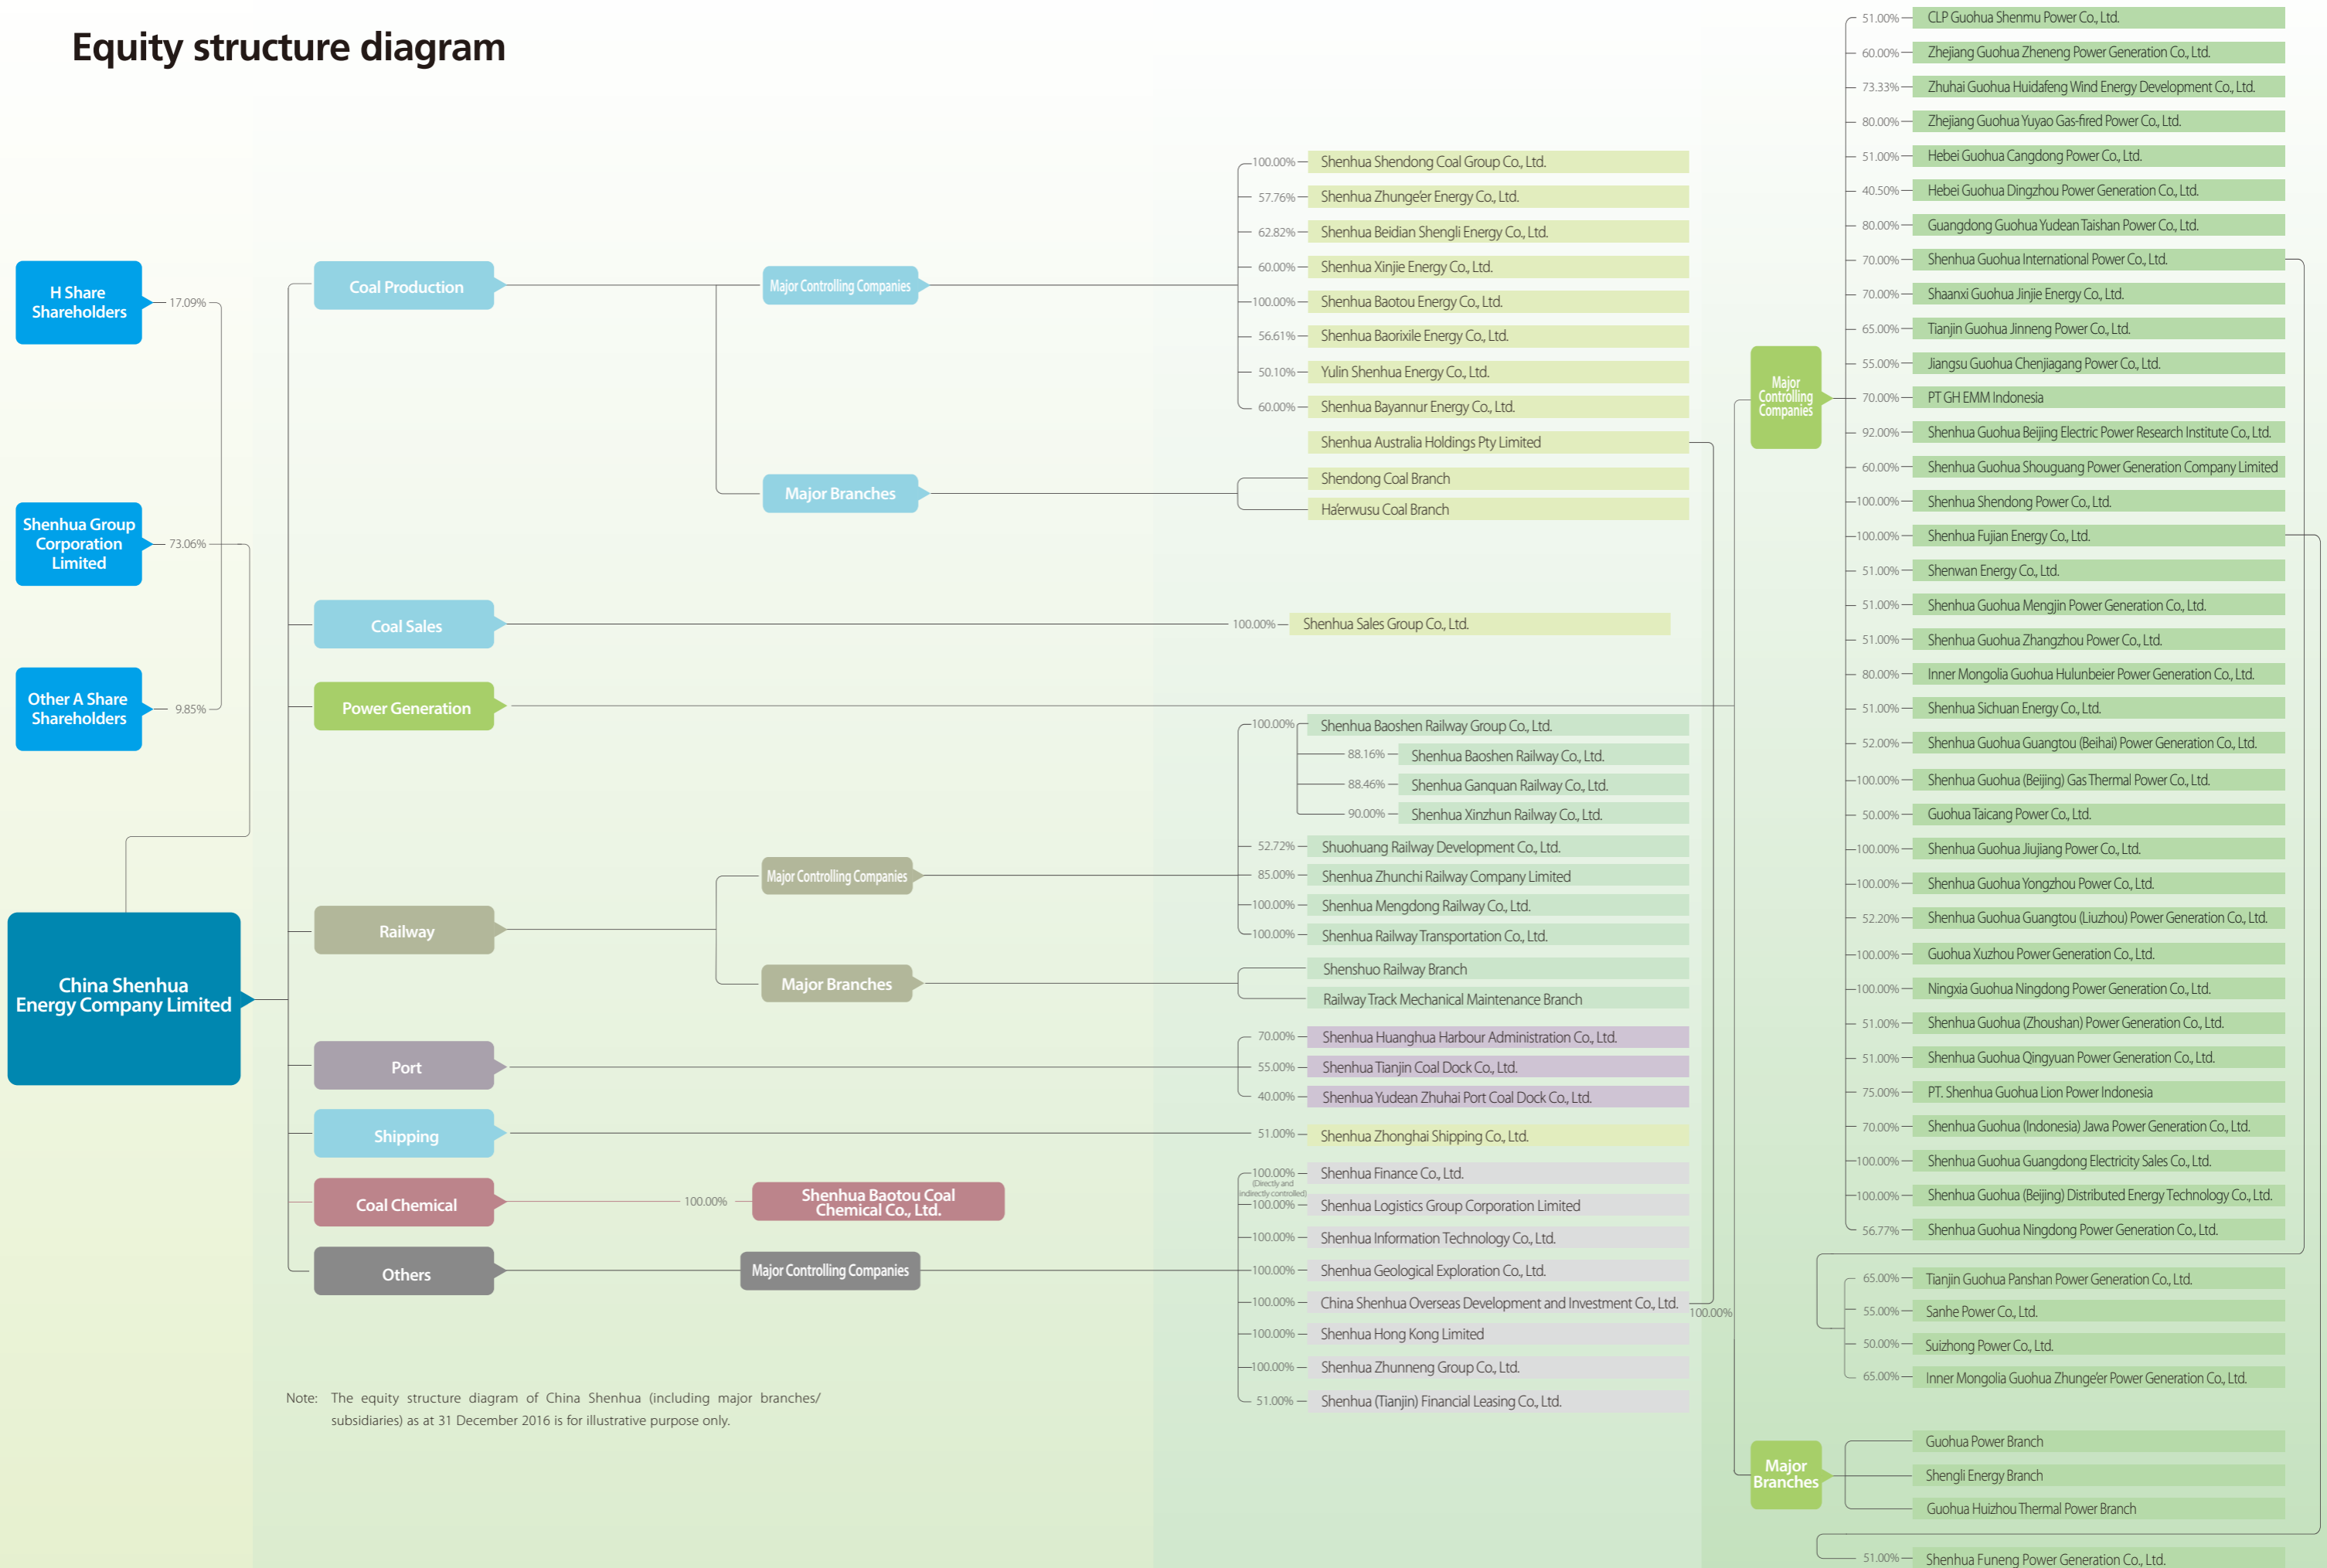 Equity structure diagram
H Share
Shareholders
17.09%
Shenhua Group
Corporation
Limited
73.06%
Other A Share
Shareholders
9.85%
China Shenhua
Energy Company Limited
Coal Production
Major Controlling Companies
100.00% Shenhua Shendong Coal Group Co., Ltd.
57.76% Shenhua Zhunge'er Energy Co., Ltd.
62.82% Shenhua Beidian Shengli Energy Co., Ltd.
60.00% Shenhua Xinjie Energy Co., Ltd.
100.00% Shenhua Baotou Energy Co., Ltd.
56.61% Shenhua Baorixile Energy Co., Ltd.
50.10% Yulin Shenhua Energy Co., Ltd.
60.00% Shenhua Bayannur Energy Co., Ltd.
Shenhua Australia Holdings Pty Limited
Major Branches
Shendong Coal Branch
Ha'erwusu Coal Branch
Coal Sales
100.00% Shenhua Sales Group Co., Ltd.
Power Generation
Railway
Major Controlling Companies
100.00% Shenhua Baoshen Railway Group Co., Ltd.
88.16% Shenhua Baoshen Railway Co., Ltd.
88.46% Shenhua Ganquan Railway Co., Ltd.
90.00% Shenhua Xinzhun Railway Co., Ltd.
52.72% Shuohuang Railway Development Co., Ltd.
85.00% Shenhua Zhunchi Railway Company Limited
100.00% Shenhua Mengdong Railway Co., Ltd.
100.00% Shenhua Railway Transportation Co., Ltd.
Major Branches
Shenshuo Railway Branch
Railway Track Mechanical Maintenance Branch
Port
70.00% Shenhua Huanghua Harbour Administration Co., Ltd.
55.00% Shenhua Tianjin Coal Dock Co., Ltd.
40.00% Shenhua Yudean Zhuhai Port Coal Dock Co., Ltd.
Shipping
51.00% Shenhua Zhonghai Shipping Co., Ltd.
Coal Chemical
100.00%
Shenhua Baotou Coal
Chemical Co., Ltd.
Others
Major Controlling Companies
100.00% Shenhua Finance Co., Ltd.
(Directly and
indirectly controlled)
100.00% Shenhua Logistics Group Corporation Limited
100.00% Shenhua Information Technology Co., Ltd.
100.00% Shenhua Geological Exploration Co., Ltd.
100.00% China Shenhua Overseas Development and Investment Co., Ltd.
100.00%
100.00% Shenhua Hong Kong Limited
100.00% Shenhua Zhunneng Group Co., Ltd.
51.00% Shenhua (Tianjin) Financial Leasing Co., Ltd.
Note: The equity structure diagram of China Shenhua (including major branches/
subsidiaries) as at 31 December 2016 is for illustrative purpose only.
Major
Controlling
Companies
51.00% CLP Guohua Shenmu Power Co., Ltd.
60.00% Zhejiang Guohua Zheneng Power Generation Co., Ltd.
73.33% Zhuhai Guohua Huidafeng Wind Energy Development Co., Ltd.
80.00% Zhejiang Guohua Yuyao Gas-fired Power Co., Ltd.
51.00% Hebei Guohua Cangdong Power Co., Ltd.
40.50% Hebei Guohua Dingzhou Power Generation Co., Ltd.
80.00% Guangdong Guohua Yudean Taishan Power Co., Ltd.
70.00% Shenhua Guohua International Power Co., Ltd.
70.00% Shaanxi Guohua Jinjie Energy Co., Ltd.
65.00% Tianjin Guohua Jinneng Power Co., Ltd.
55.00% Jiangsu Guohua Chenjiagang Power Co., Ltd.
70.00% PT GH EMM Indonesia
92.00% Shenhua Guohua Beijing Electric Power Research Institute Co., Ltd.
60.00% Shenhua Guohua Shouguang Power Generation Company Limited
100.00% Shenhua Shendong Power Co., Ltd.
100.00% Shenhua Fujian Energy Co., Ltd.
51.00% Shenwan Energy Co., Ltd.
51.00% Shenhua Guohua Mengjin Power Generation Co., Ltd.
51.00% Shenhua Guohua Zhangzhou Power Co., Ltd.
80.00% Inner Mongolia Guohua Hulunbeier Power Generation Co., Ltd.
51.00% Shenhua Sichuan Energy Co., Ltd.
52.00% Shenhua Guohua Guangtou (Beihai) Power Generation Co., Ltd.
100.00% Shenhua Guohua (Beijing) Gas Thermal Power Co., Ltd.
50.00% Guohua Taicang Power Co., Ltd.
100.00% Shenhua Guohua Jiujiang Power Co., Ltd.
100.00% Shenhua Guohua Yongzhou Power Co., Ltd.
52.20% Shenhua Guohua Guangtou (Liuzhou) Power Generation Co., Ltd.
100.00% Guohua Xuzhou Power Generation Co., Ltd.
100.00% Ningxia Guohua Ningdong Power Generation Co., Ltd.
51.00% Shenhua Guohua (Zhoushan) Power Generation Co., Ltd.
51.00% Shenhua Guohua Qingyuan Power Generation Co., Ltd.
75.00% PT. Shenhua Guohua Lion Power Indonesia
70.00% Shenhua Guohua (Indonesia) Jawa Power Generation Co., Ltd.
100.00% Shenhua Guohua Guangdong Electricity Sales Co., Ltd.
100.00% Shenhua Guohua (Beijing) Distributed Energy Technology Co., Ltd.
56.77% Shenhua Guohua Ningdong Power Generation Co., Ltd.
65.00% Tianjin Guohua Panshan Power Generation Co., Ltd.
55.00% Sanhe Power Co., Ltd.
50.00% Suizhong Power Co., Ltd.
65.00% Inner Mongolia Guohua Zhunge'er Power Generation Co., Ltd.
Major
Branches
Guohua Power Branch
Shengli Energy Branch
Guohua Huizhou Thermal Power Branch
51.00% Shenhua Funeng Power Generation Co., Ltd.